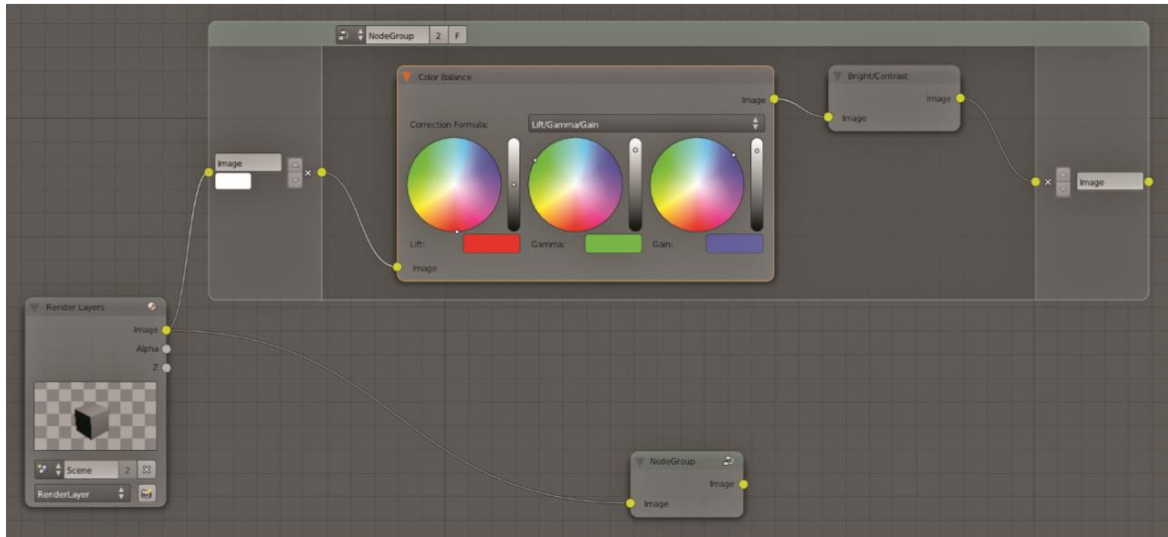 NodeGroup 2 F
Color Balance
Image
Correction Formula: Lift/Gamma/Gain
Lift: Gamma: Gain:
Image
Bright/Contrast
Image
Image
Image
Image
Render Layers
Image
Alpha
Z
Scene 2
RenderLayer
NodeGroup
Image
Image